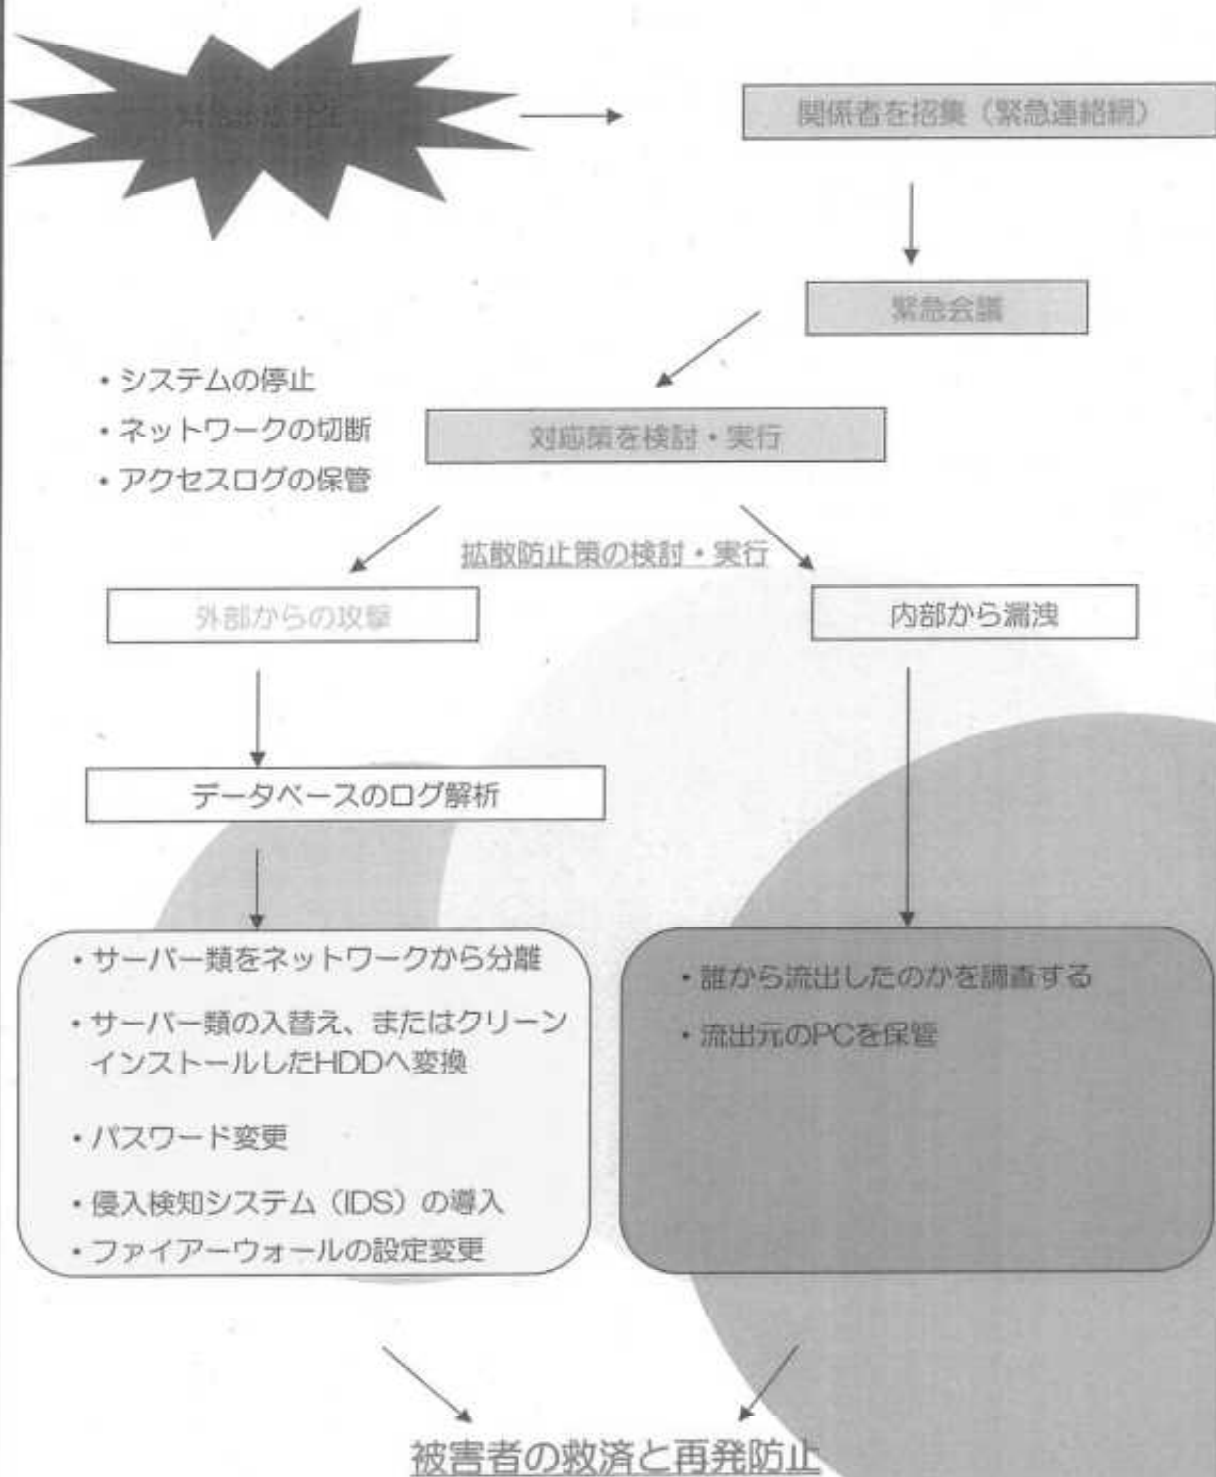 関係者を招集（緊急連絡網）
緊急会議
・システムの停止
・ネットワークの切断
・アクセスログの保管
対応策を検討・実行
拡散防止策の検討・実行
外部からの攻撃
内部から漏洩
データベースのログ解析
・サーバー類をネットワークから分離
・サーバー類の入替え、またはクリーン
インストールしたHDDへ変換
・パスワード変更
・侵入検知システム（IDS）の導入
・ファイアーウォールの設定変更
・誰から流出したのかを調査する
・流出元のPCを保管
被害者の救済と再発防止